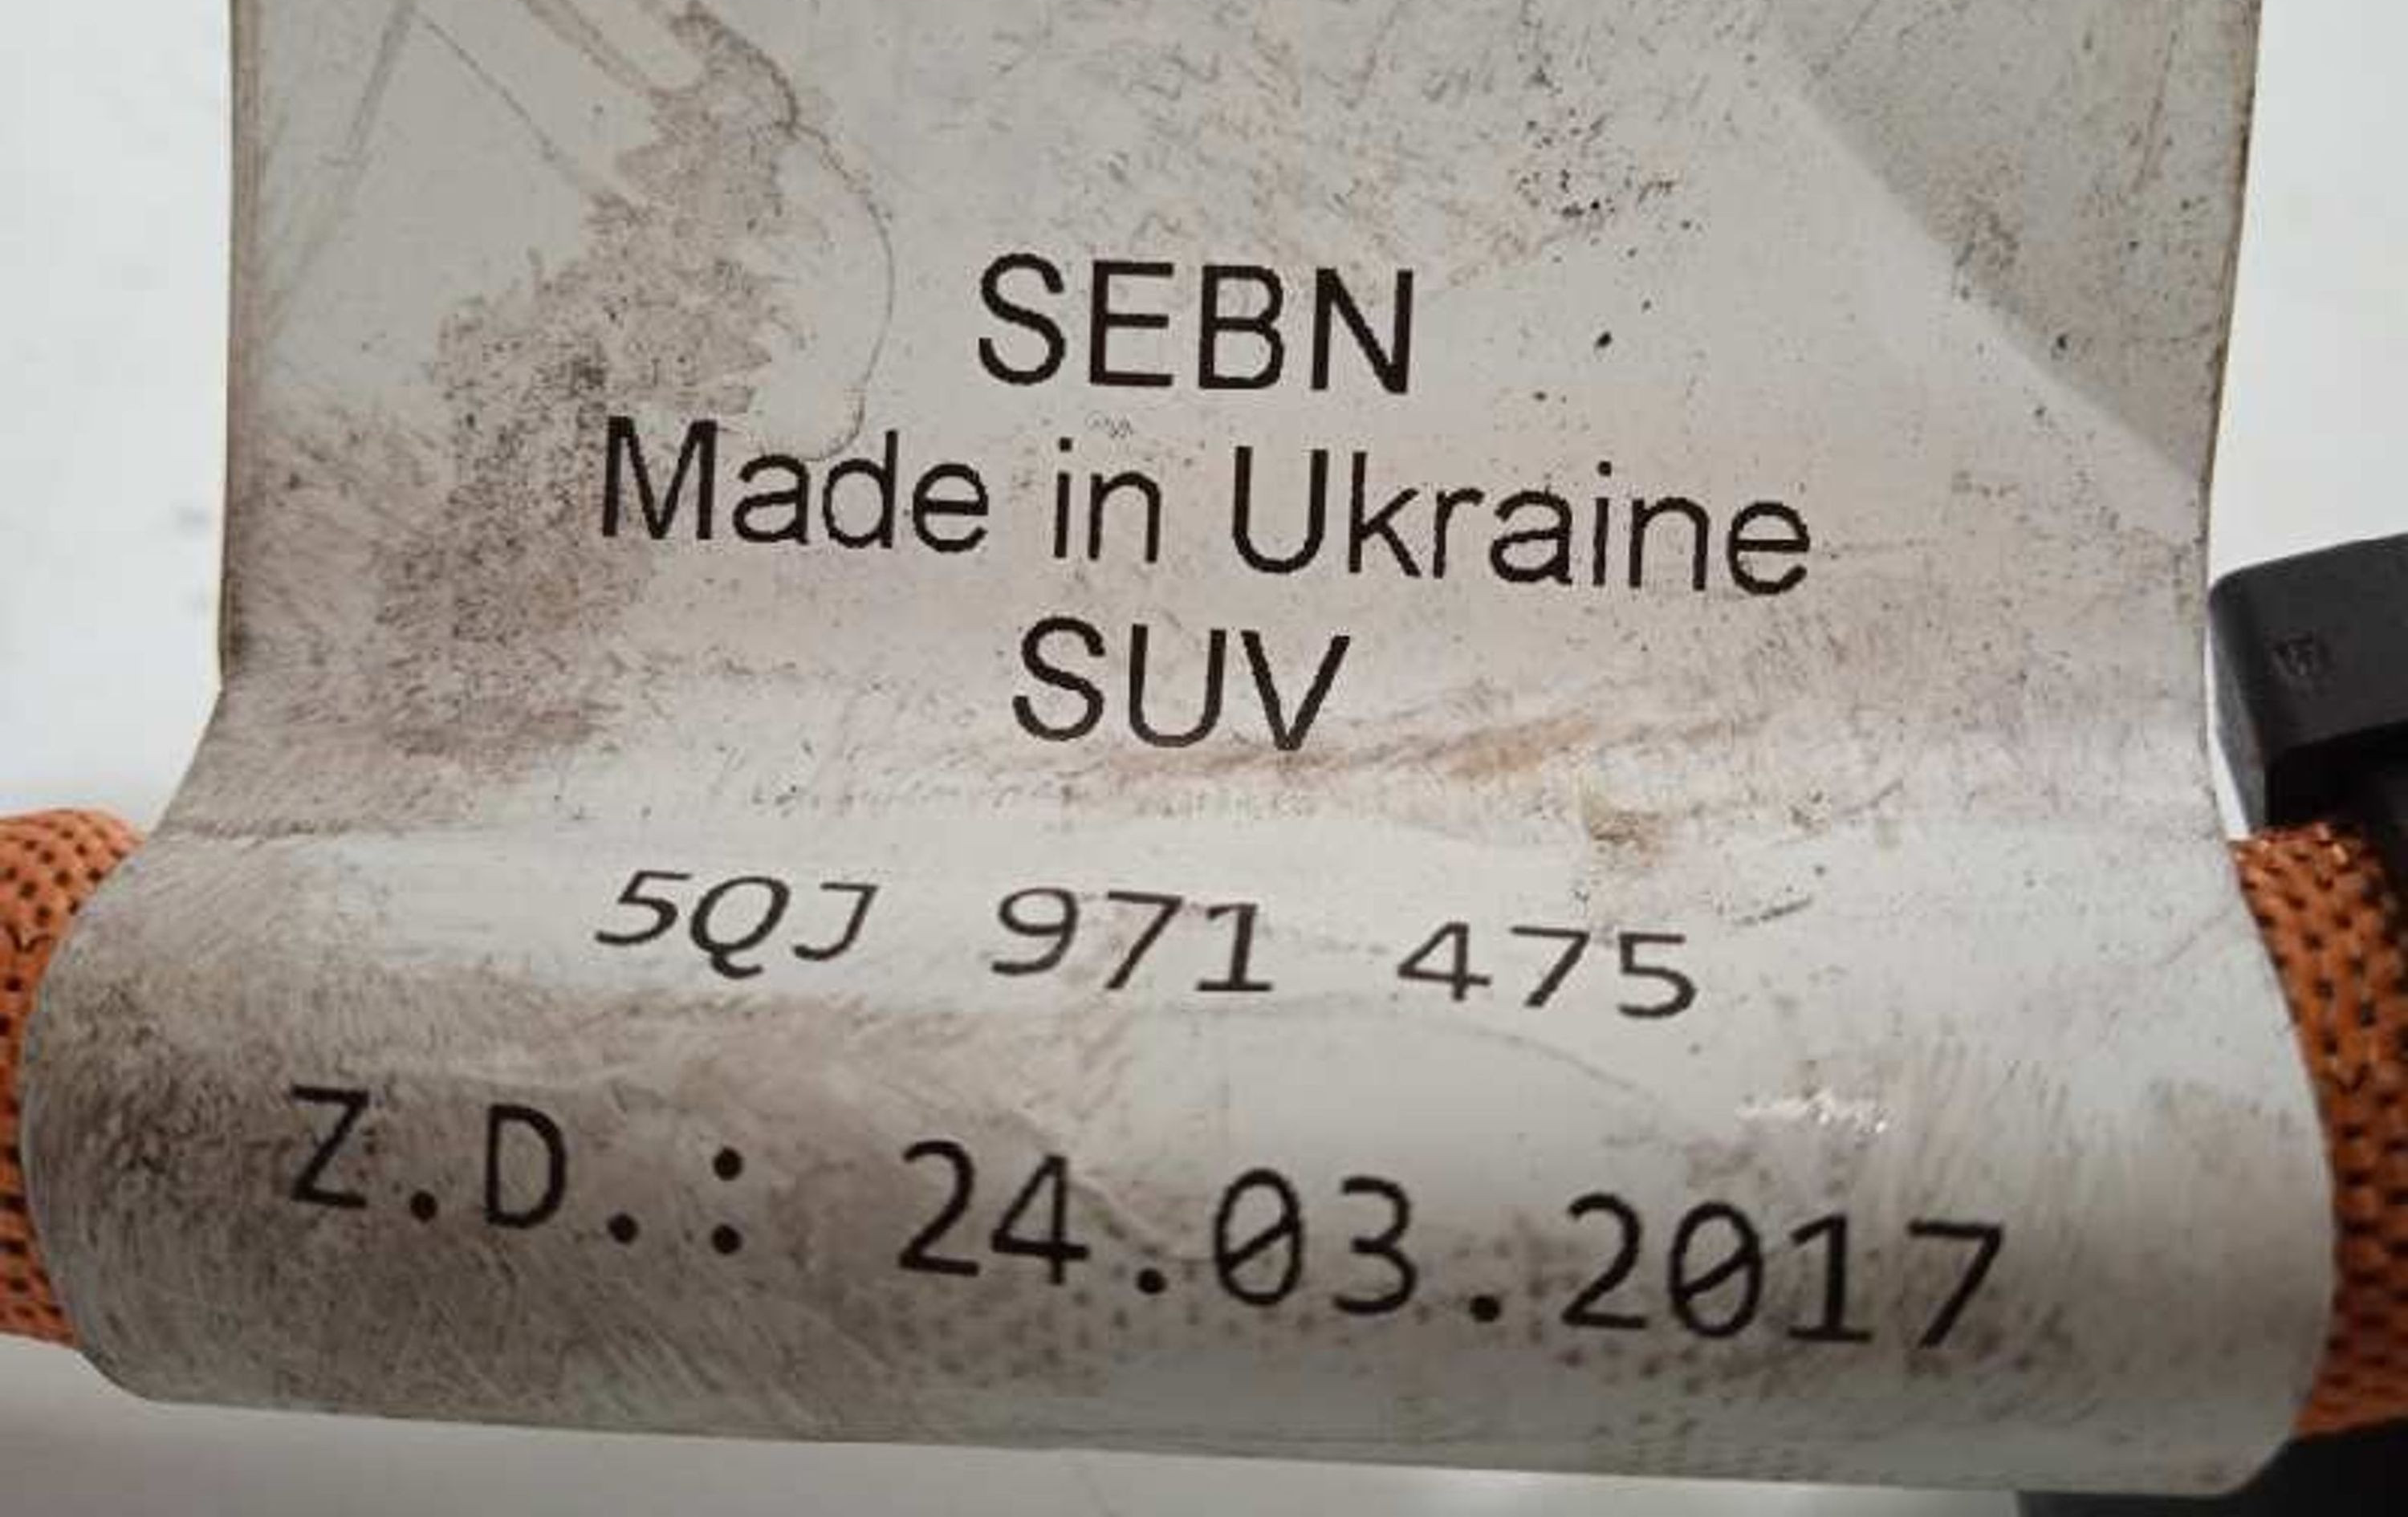 SEBN
Made in Ukraine
SUV
5QJ 971 475
Z.D.: 24.03.2017